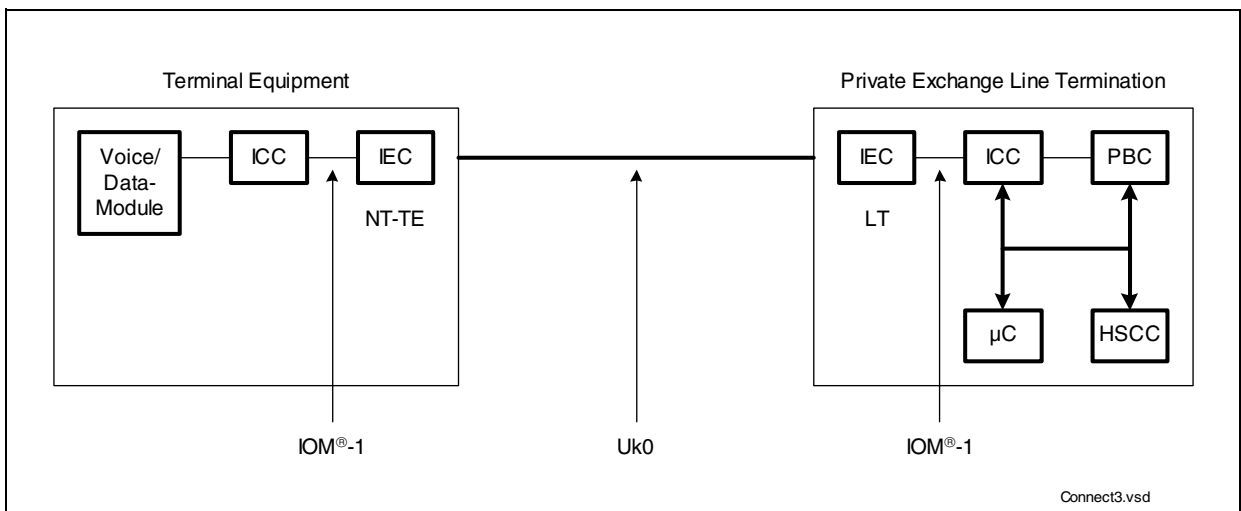 Terminal Equipment
Private Exchange Line Termination
Voice/
Data-
Module
ICC
IEC
NT-TE
IEC
LT
ICC
PBC
µC
HSCC
IOM®-1
Uk0
IOM®-1
Connect3.vsd